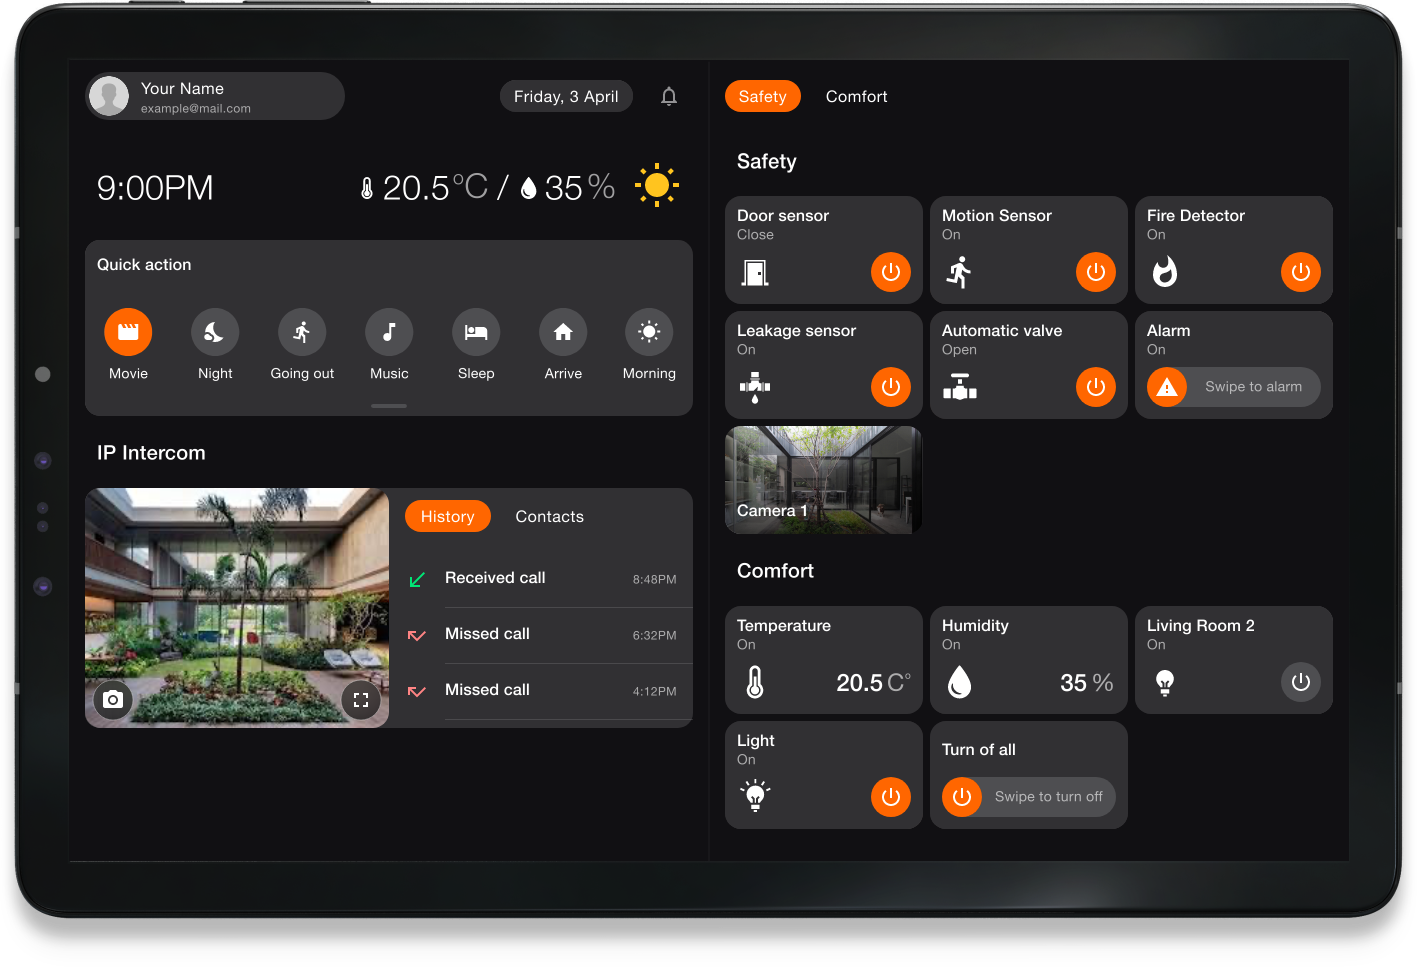 Your Name
example@mail.com
Friday, 3 April
9:00PM
20.5°C / 35 %
Quick action
Movie
Night
Going out
Music
Sleep
Arrive
Morning
IP Intercom
History
Contacts
Received call
8:48PM
Missed call
6:32PM
Missed call
4:12PM
Safety
Comfort
Safety
Door sensor
Close
Motion Sensor
On
Fire Detector
On
Leakage sensor
On
Automatic valve
Open
Alarm
On
Swipe to alarm
Camera 1
Comfort
Temperature
On
20.5 C°
Humidity
On
35 %
Living Room 2
On
Light
On
Turn of all
Swipe to turn off